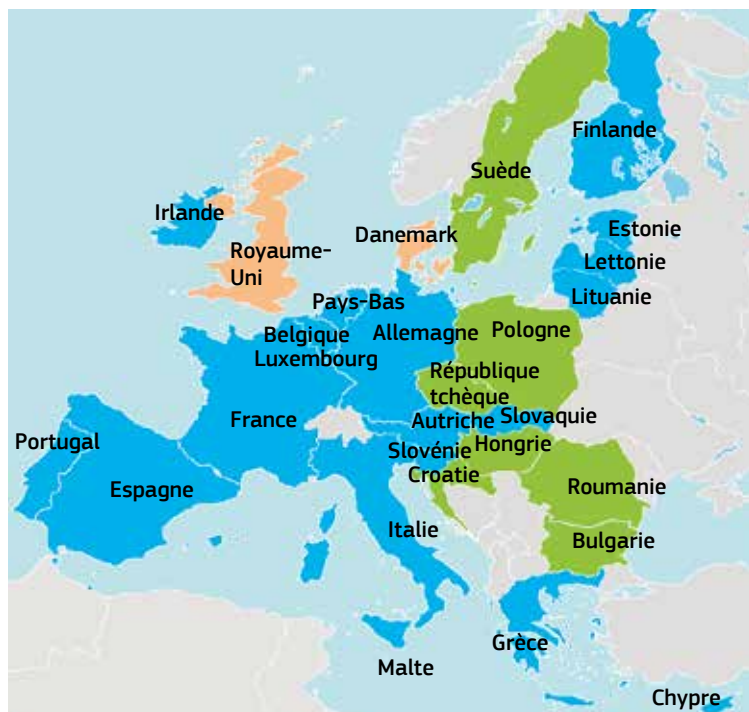 Finlande
Suède
Irlande
Estonie
Danemark
Royaume-
Uni
Lettonie
Lituanie
Pays-Bas
Belgique
Allemagne
Pologne
Luxembourg
République
tchèque
Autriche
Slovaquie
France
Portugal
Slovénie
Hongrie
Croatie
Espagne
Roumanie
Italie
Bulgarie
Grèce
Malte
Chypre